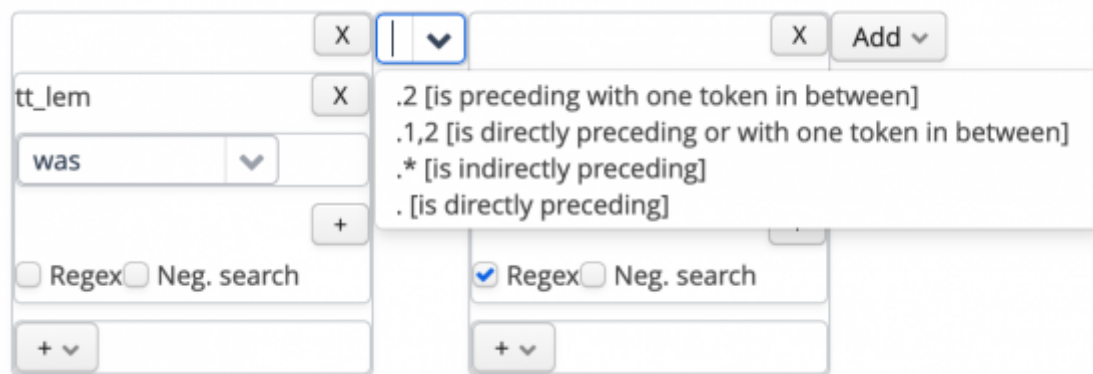 X
X
Add
tt_lem X
.2 [is preceding with one token in between]
.1,2 [is directly preceding or with one token in between]
was
.* [is indirectly preceding]
. [is directly preceding]
+
Regex Neg. search
Regex Neg. search
+
+